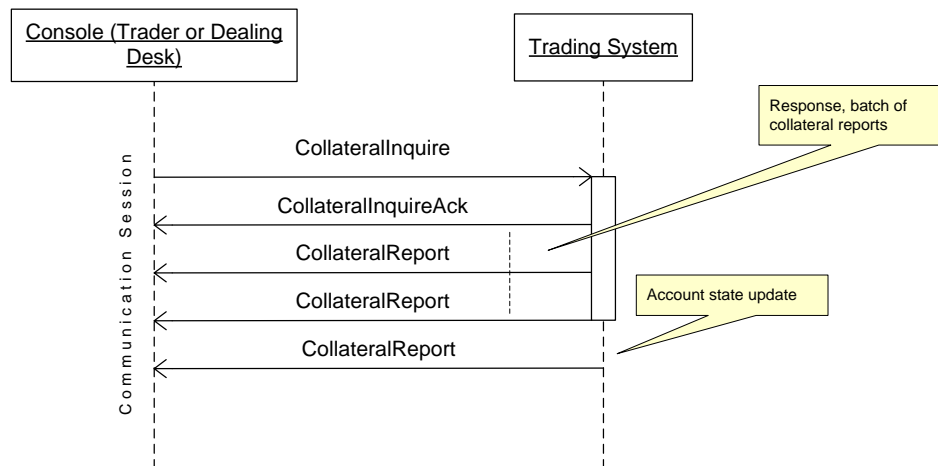 Console (Trader or Dealing
Desk)
Trading System
Response, batch of
collateral reports
CollateralInquire
CollateralInquireAck
CollateralReport
CollateralReport
Account state update
CollateralReport
Communication Session